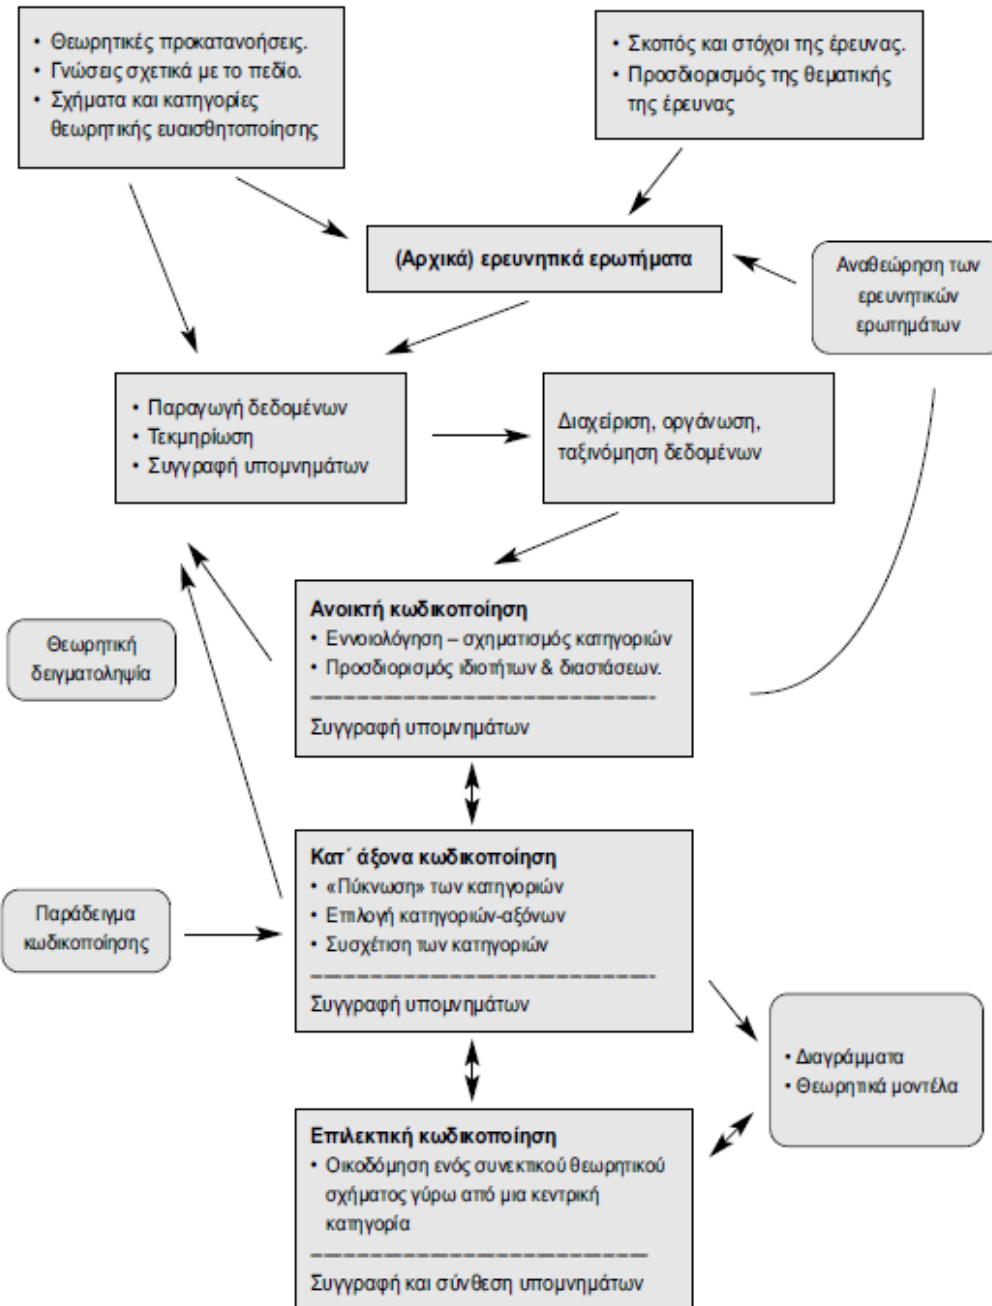 • Θεωρητικές προκατανοήσεις.
• Γνώσεις σχετικά με το πεδίο.
• Σχήματα και κατηγορίες
θεωρητικής ευαισθητοποίησης
• Σκοπός και στόχοι της έρευνας.
• Προσδιορισμός της θεματικής
της έρευνας
(Αρχικά) ερευνητικά ερωτήματα
Αναθεώρηση των
ερευνητικών
ερωτημάτων
• Παραγωγή δεδομένων
• Τεκμηρίωση
• Συγγραφή υπομνημάτων
Διαχείριση, οργάνωση,
ταξινόμηση δεδομένων
Ανοικτή κωδικοποίηση
• Εννοιολόγηση – σχηματισμός κατηγοριών
• Προσδιορισμός ιδιοτήτων & διαστάσεων.
Συγγραφή υπομνημάτων
Θεωρητική
δειγματοληψία
Κατ΄ άξονα κωδικοποίηση
• «Πύκνωση» των κατηγοριών
• Επιλογή κατηγοριών-αξόνων
• Συσχέτιση των κατηγοριών
Συγγραφή υπομνημάτων
Παράδειγμα
κωδικοποίησης
• Διαγράμματα
• Θεωρητικά μοντέλα
Επιλεκτική κωδικοποίηση
• Οικοδόμηση ενός συνεκτικού θεωρητικού
σχήματος γύρω από μια κεντρική
κατηγορία
Συγγραφή και σύνθεση υπομνημάτων